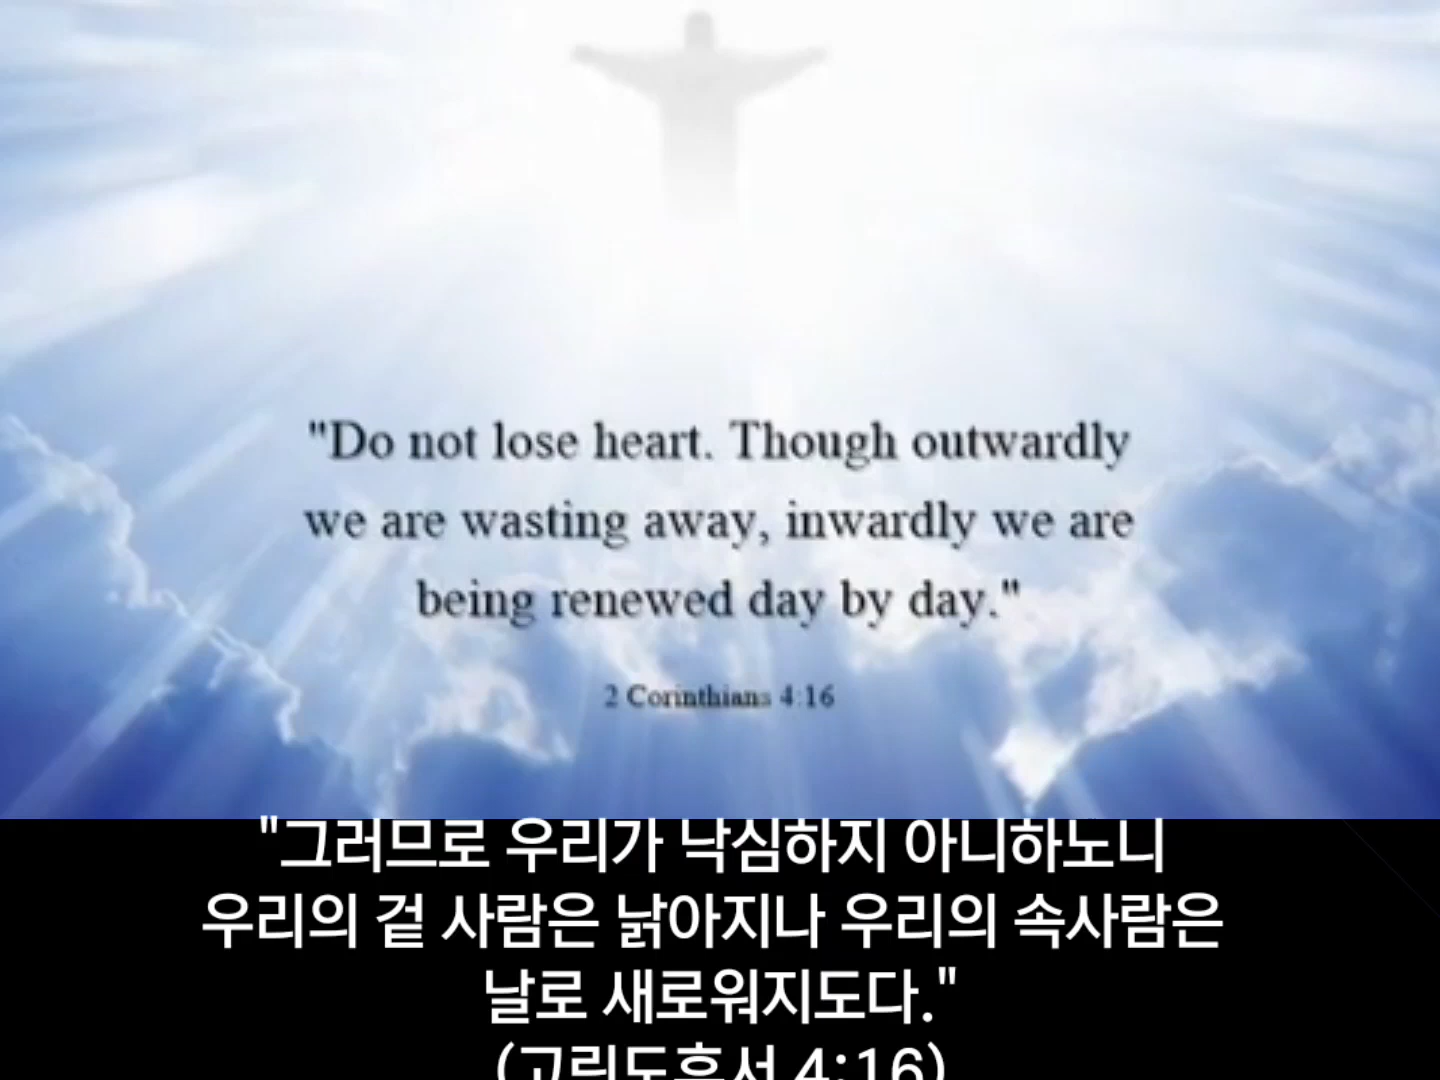 "Do not lose heart. Though outwardly
we are wasting away, inwardly we are
being renewed day by day."
2 Corinthians 4:16
"그러므로 우리가 낙심하지 아니하노니
우리의 겉 사람은 낡아지나 우리의 속사람은
날로 새로워지도다."
(고린도후서 4:16)